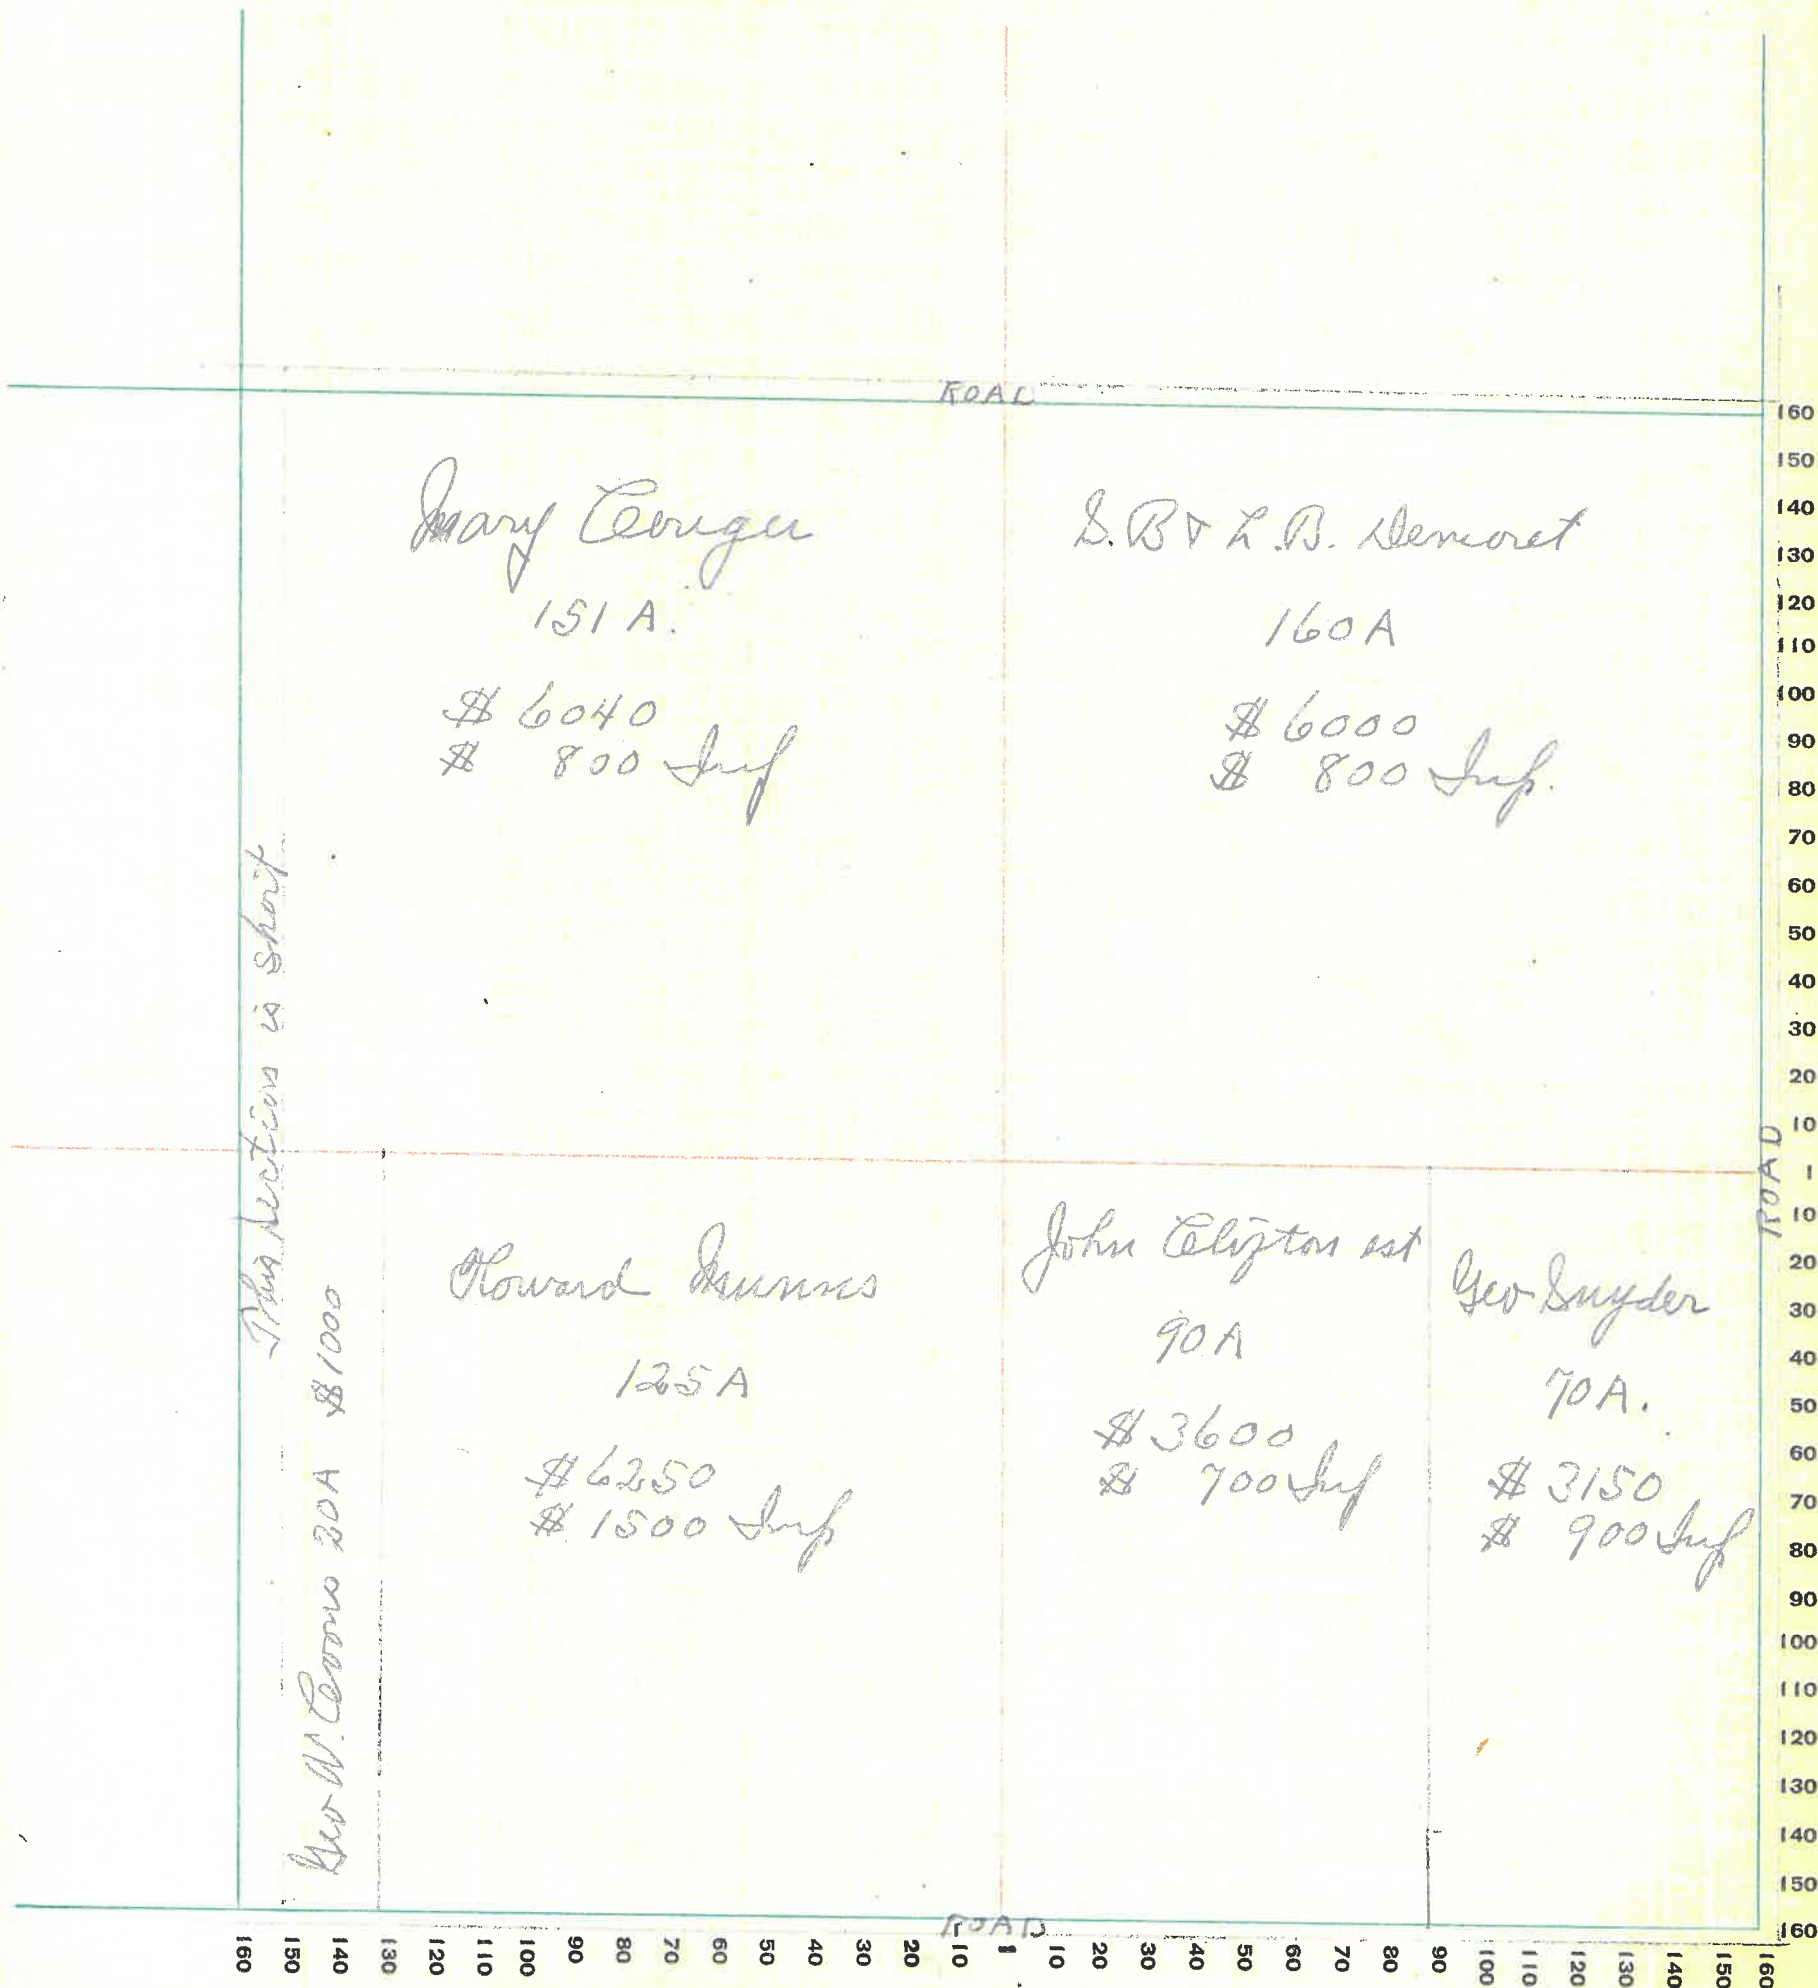 ROAD
Mary Conger
151 A.
$ 6040
$ 800 Imp
S. B & L. B. Demoret
160 A
$ 6000
$ 800 Imp.
This section is short
Geo W. Coons 20A $1000
Howard Munns
125 A
$ 6250
$ 1500 Imp
John Clizton est
90 A
$ 3600
$ 700 Imp
Geo Snyder
70 A.
$ 3150
$ 900 Imp
ROAD
ROAD
160
150
140
130
120
110
100
90
80
70
60
50
40
30
20
10
1
10
20
30
40
50
60
70
80
90
100
110
120
130
140
150
160
160 150 140 130 120 110 100 90 80 70 60 50 40 30 20 10 1 10 20 30 40 50 60 70 80 90 100 110 120 130 140 150 160